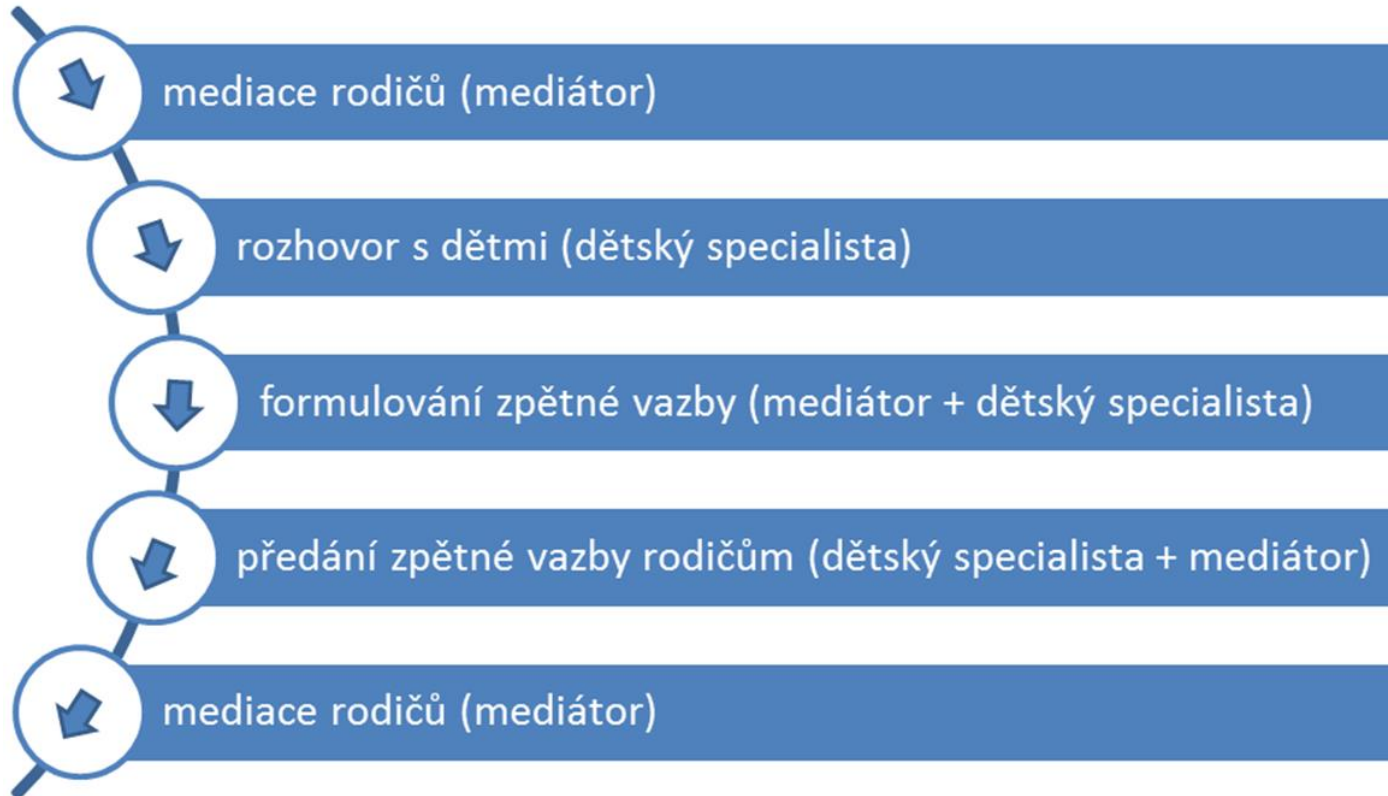 mediace rodičů (mediátor)
rozhovor s dětmi (dětský specialista)
formulování zpětné vazby (mediátor + dětský specialista)
předání zpětné vazby rodičům (dětský specialista + mediátor)
mediace rodičů (mediátor)